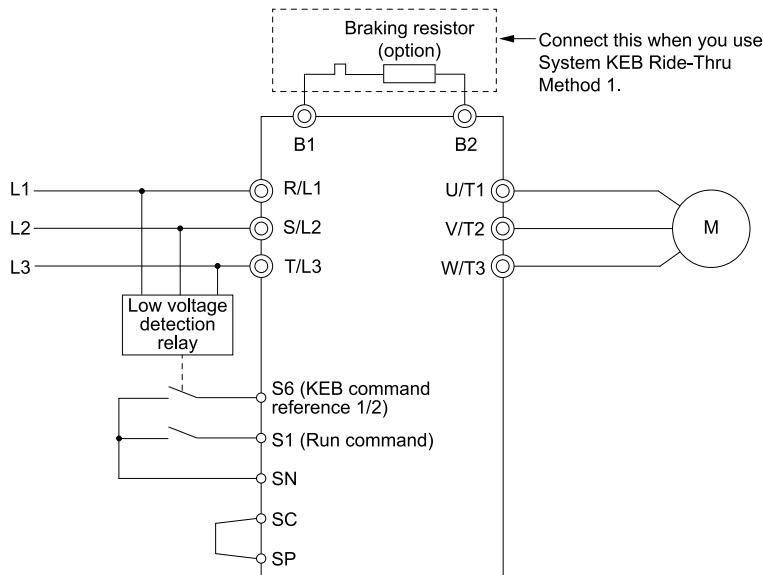 Braking resistor
(option)
Connect this when you use
System KEB Ride-Thru
Method 1.
B1
B2
L1
R/L1
U/T1
L2
S/L2
V/T2
M
L3
T/L3
W/T3
Low voltage
detection
relay
S6 (KEB command
reference 1/2)
S1 (Run command)
SN
SC
SP